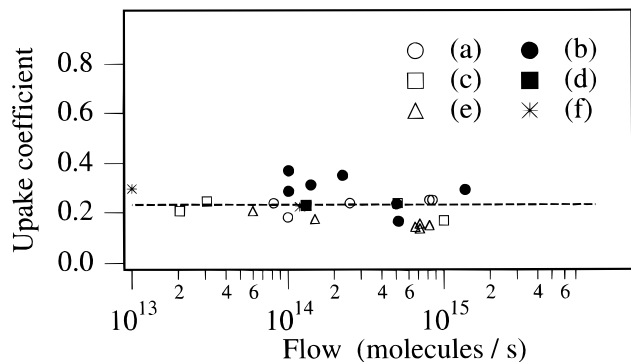 (a) (b)
(c) (d)
(e) (f)
Upake coefficient
0.8
0.6
0.4
0.2
0.0
2 4 6 2 4 6 2 4 6
10^13 10^14 10^15
Flow (molecules / s)